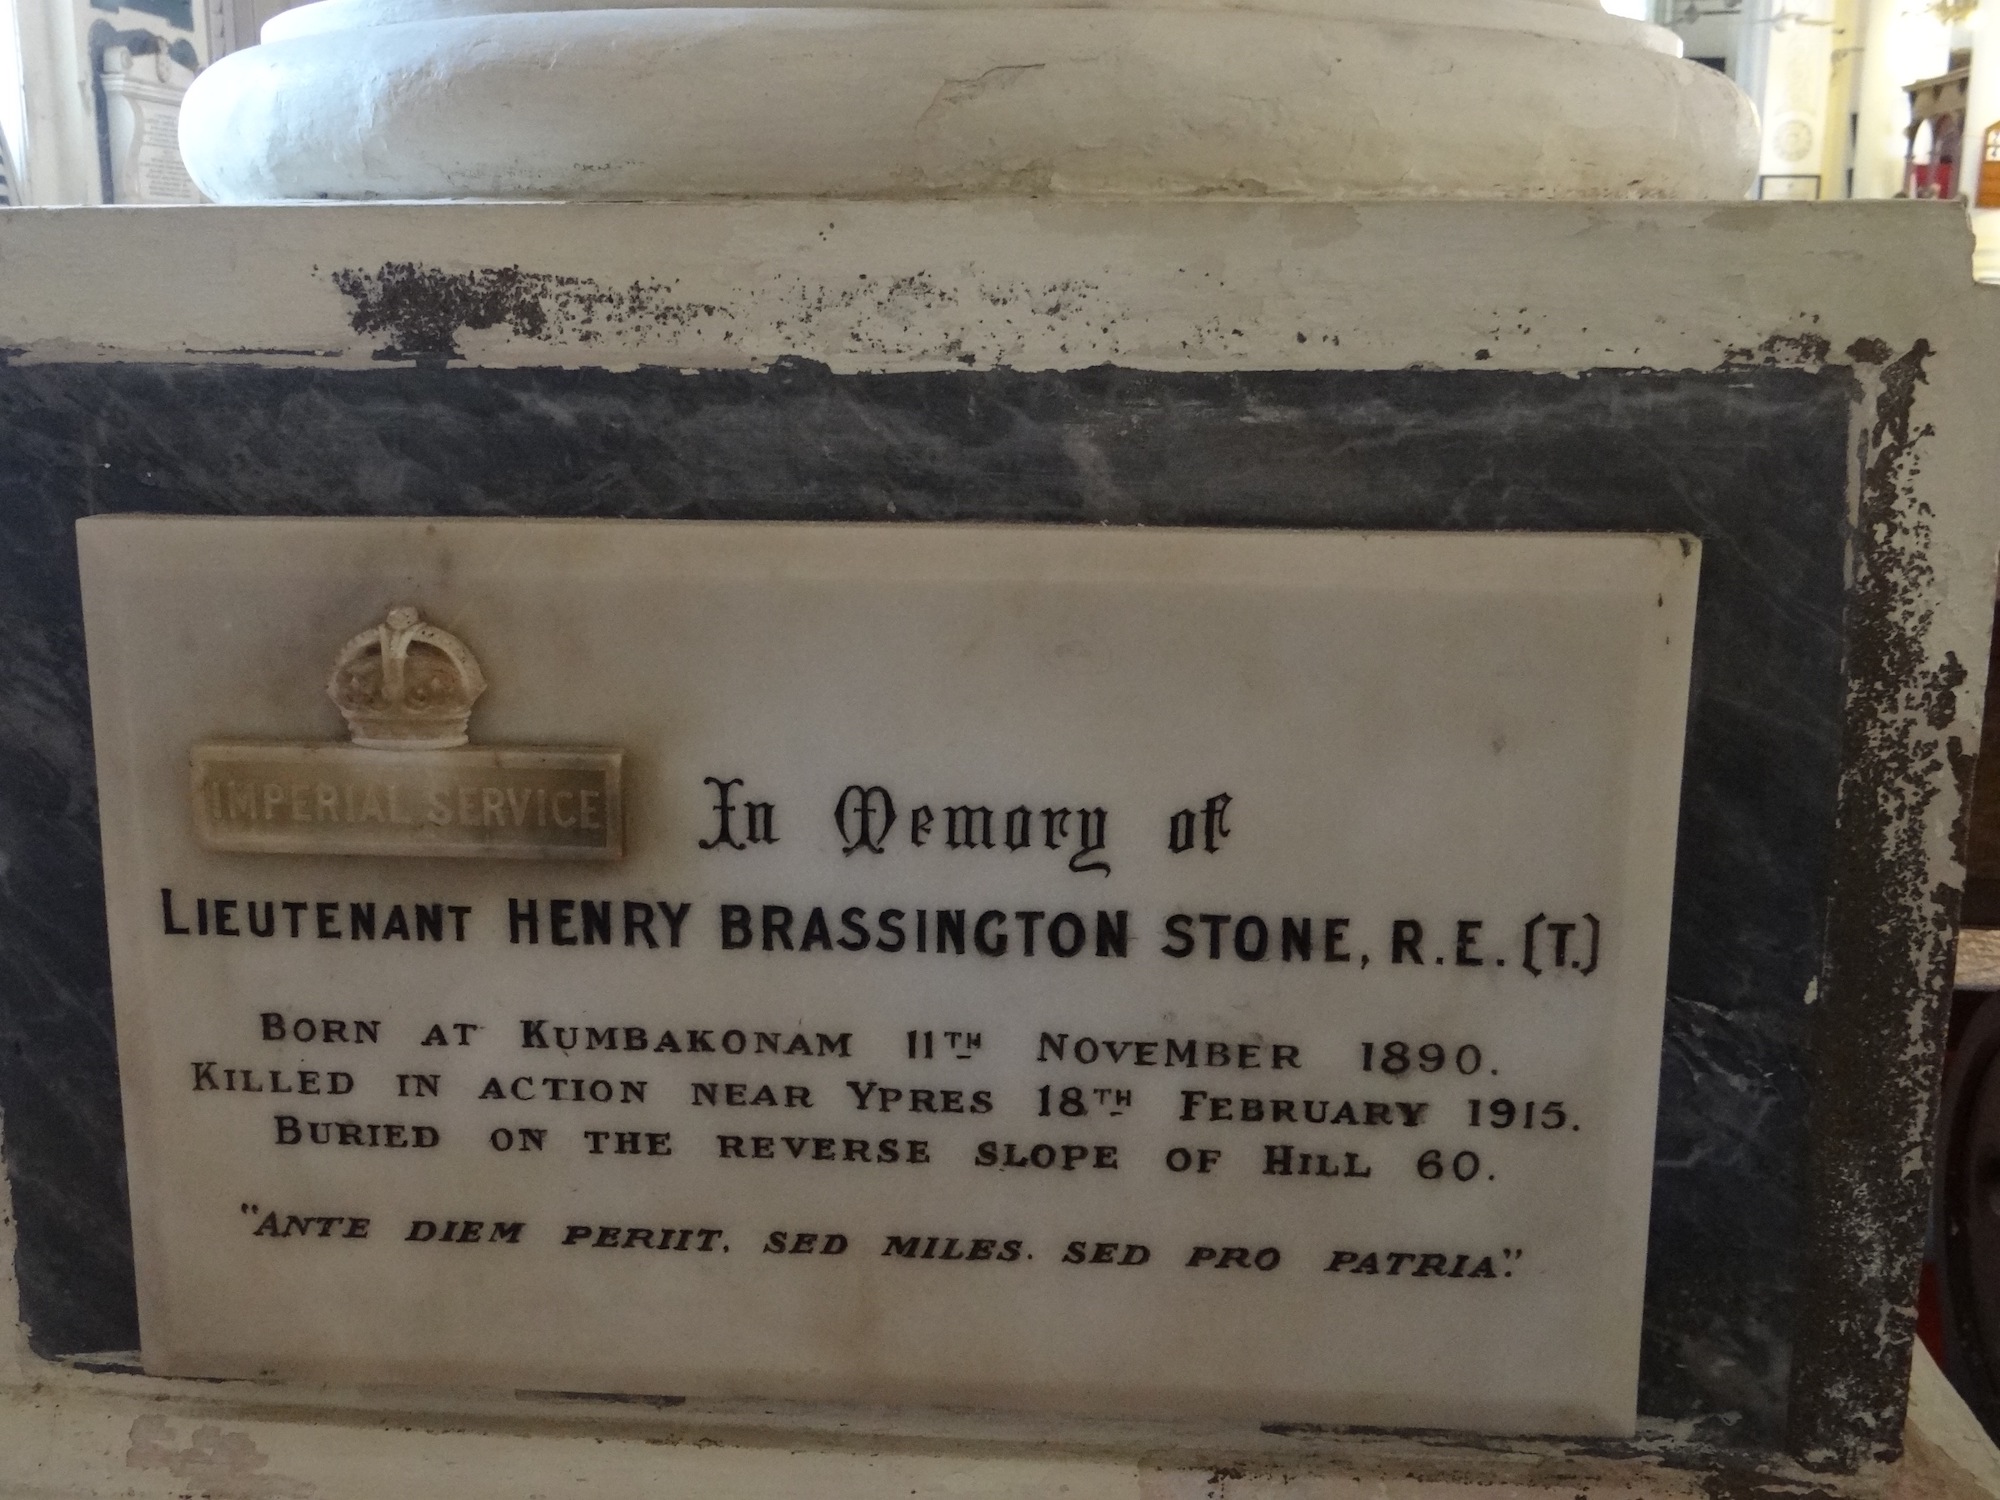 IMPERIAL SERVICE
In Memory of
LIEUTENANT HENRY BRASSINGTON STONE, R.E. (T.)
BORN AT KUMBAKONAM 11TH NOVEMBER 1890.
KILLED IN ACTION NEAR YPRES 18TH FEBRUARY 1915.
BURIED ON THE REVERSE SLOPE OF HILL 60.
"ANTE DIEM PERIIT. SED MILES. SED PRO PATRIA."